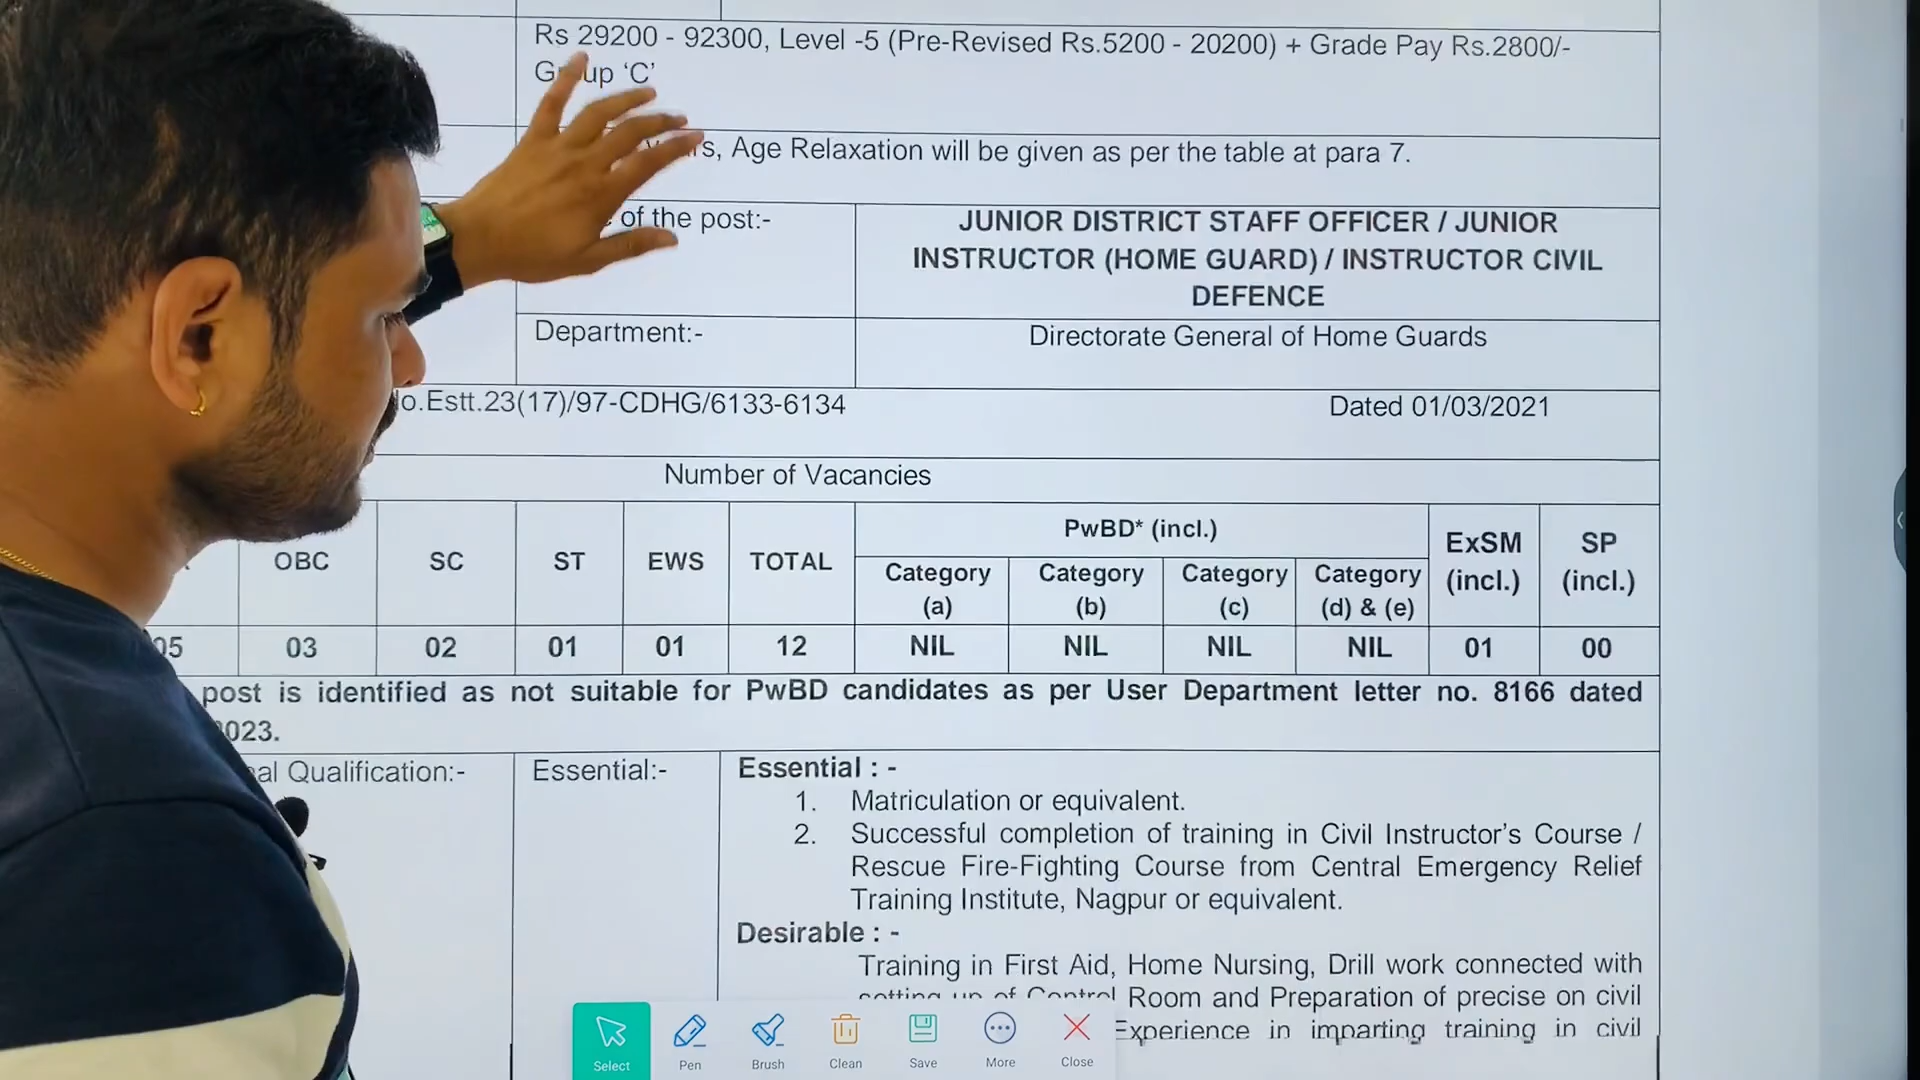 Rs 29200 - 92300, Level -5 (Pre-Revised Rs.5200 - 20200) + Grade Pay Rs.2800/-
Group ‘C’
Age Relaxation will be given as per the table at para 7.
of the post:-
JUNIOR DISTRICT STAFF OFFICER / JUNIOR
INSTRUCTOR (HOME GUARD) / INSTRUCTOR CIVIL
DEFENCE
Department:-
Directorate General of Home Guards
No.Estt.23(17)/97-CDHG/6133-6134
Dated 01/03/2021
Number of Vacancies
OBC
SC
ST
EWS
TOTAL
PwBD* (incl.)
Category
(a)
Category
(b)
Category
(c)
Category
(d) & (e)
ExSM
(incl.)
SP
(incl.)
05
03
02
01
01
12
NIL
NIL
NIL
NIL
01
00
post is identified as not suitable for PwBD candidates as per User Department letter no. 8166 dated
Qualification:-
Essential:-
Essential : -
1. Matriculation or equivalent.
2. Successful completion of training in Civil Instructor’s Course /
Rescue Fire-Fighting Course from Central Emergency Relief
Training Institute, Nagpur or equivalent.
Desirable : -
Training in First Aid, Home Nursing, Drill work connected with
setting up of Control Room and Preparation of precise on civil
Experience in imparting training in civil
Select
Pen
Brush
Clean
Save
More
Close